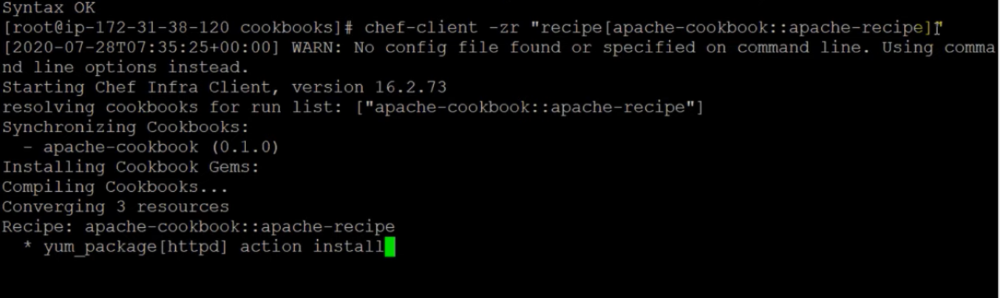 Syntax OK
[root@ip-172-31-38-120 cookbooks]# chef-client -zr "recipe[apache-cookbook::apache-recipe]"
[2020-07-28T07:35:25+00:00] WARN: No config file found or specified on command line. Using comma
nd line options instead.
Starting Chef Infra Client, version 16.2.73
resolving cookbooks for run list: ["apache-cookbook::apache-recipe"]
Synchronizing Cookbooks:
  - apache-cookbook (0.1.0)
Installing Cookbook Gems:
Compiling Cookbooks...
Converging 3 resources
Recipe: apache-cookbook::apache-recipe
  * yum_package[httpd] action install